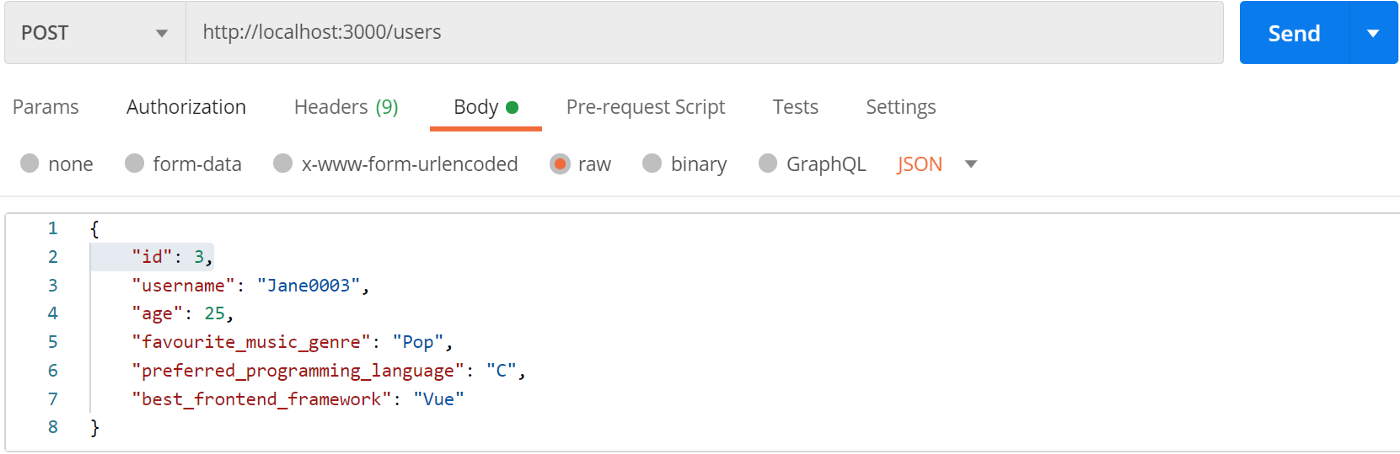 POST http://localhost:3000/users Send
Params Authorization Headers (9) Body Pre-request Script Tests Settings
none form-data x-www-form-urlencoded raw binary GraphQL JSON
1 {
2 "id": 3,
3 "username": "Jane0003",
4 "age": 25,
5 "favourite_music_genre": "Pop",
6 "preferred_programming_language": "C",
7 "best_frontend_framework": "Vue"
8 }